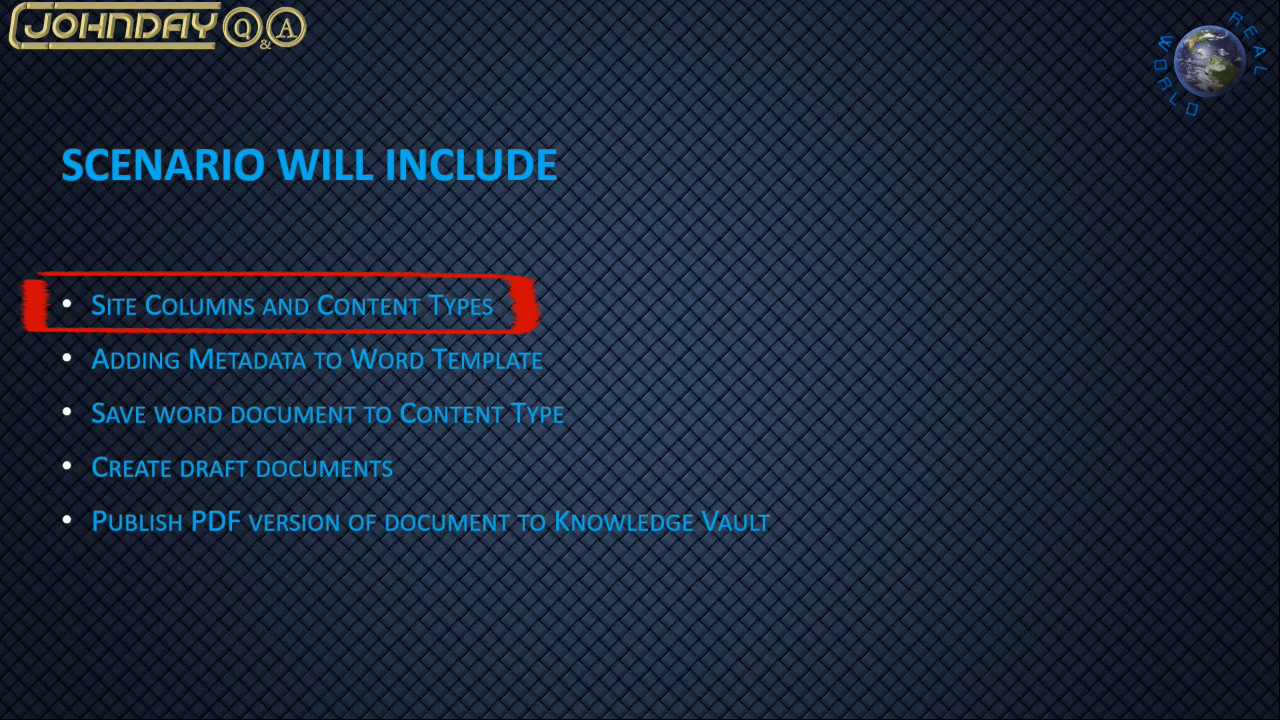 JOHNDAY Q&A
REAL WORLD
SCENARIO WILL INCLUDE
• SITE COLUMNS AND CONTENT TYPES
• ADDING METADATA TO WORD TEMPLATE
• SAVE WORD DOCUMENT TO CONTENT TYPE
• CREATE DRAFT DOCUMENTS
• PUBLISH PDF VERSION OF DOCUMENT TO KNOWLEDGE VAULT